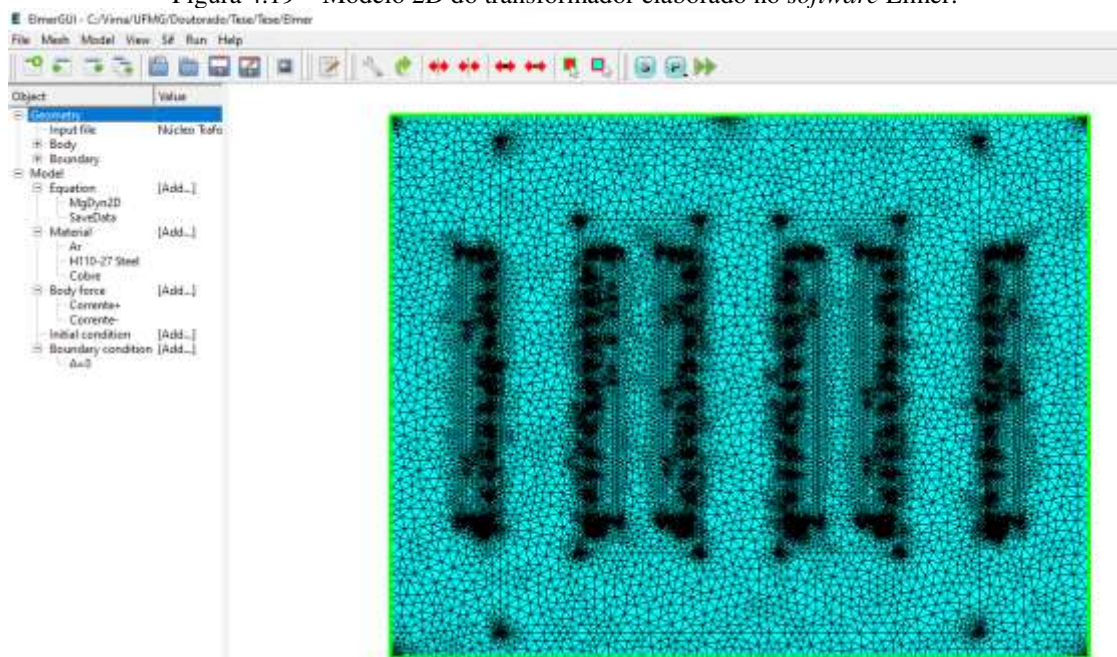 Figura 4.19 – Modelo 2D do transformador elaborado no software Elmer.
ElmerGUI - C:/Virna/UFMG/Doutorado/Tese/Tese/Elmer
File Mesh Model View Sif Run Help
Object Value
Geometry
Input file Núcleo Trafo
Body
Boundary
Model
Equation [Add...]
MgDyn2D
SaveData
Material [Add...]
Ar
H110-27 Steel
Cobre
Body force [Add...]
Corrente+
Corrente-
Initial condition [Add...]
Boundary condition [Add...]
A=0